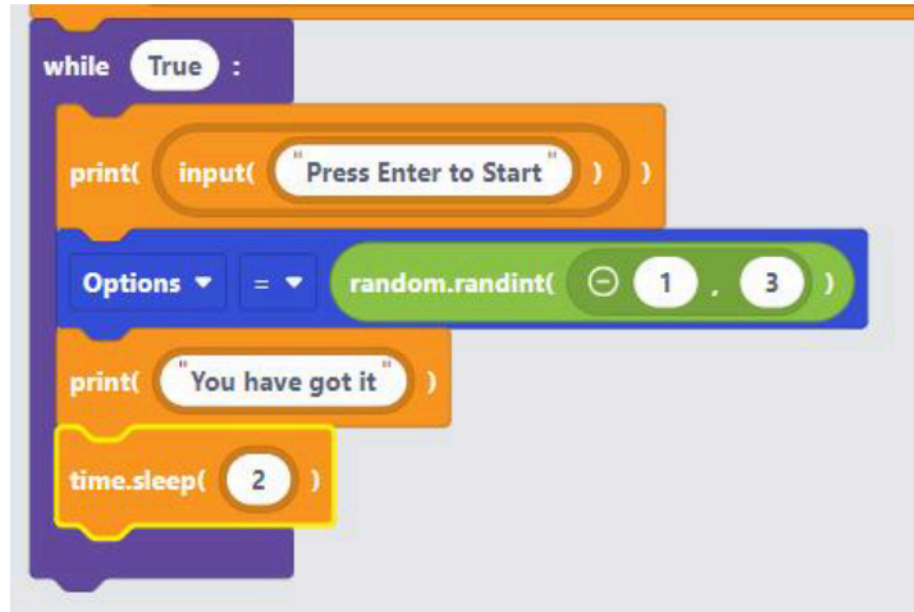 while True :
print( input( "Press Enter to Start" ) )
Options = random.randint( 1 , 3 )
print( "You have got it" )
time.sleep( 2 )